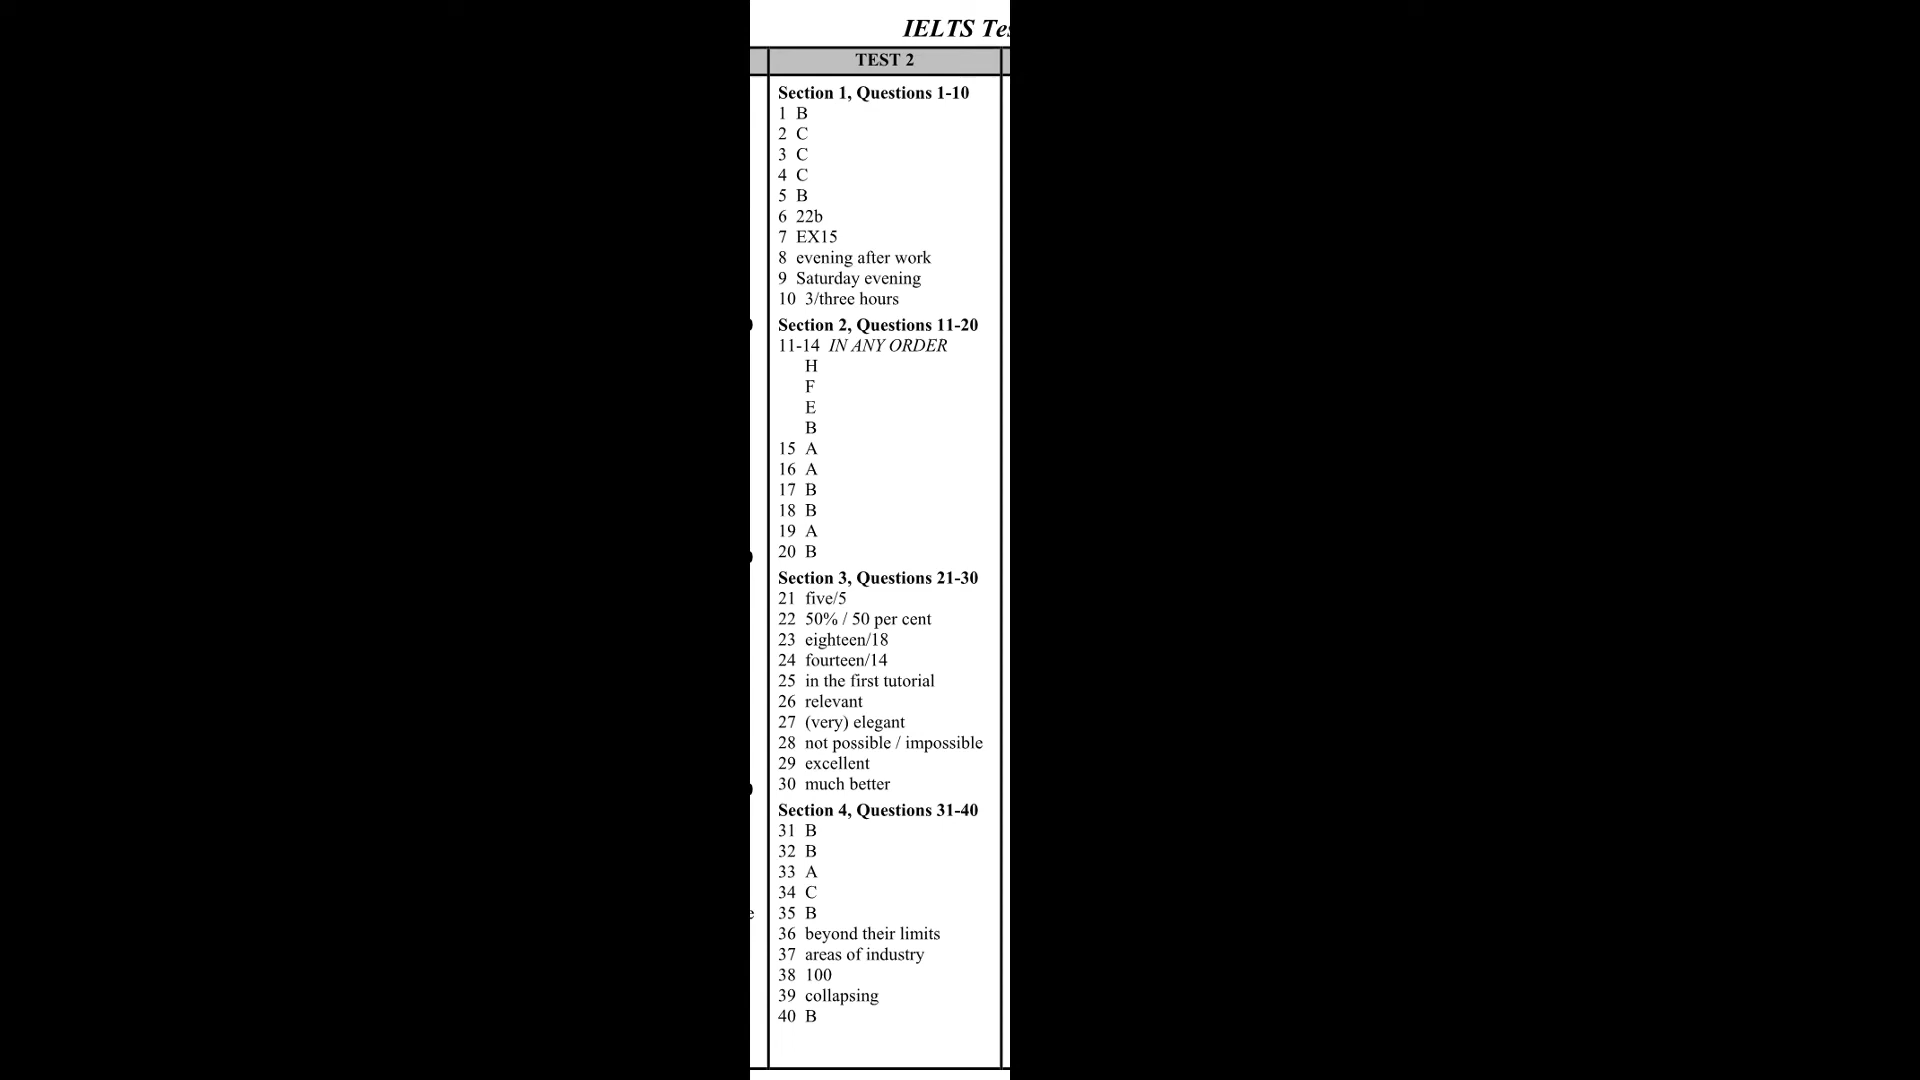 IELTS Tes
TEST 2
Section 1, Questions 1-10
1 B
2 C
3 C
4 C
5 B
6 22b
7 EX15
8 evening after work
9 Saturday evening
10 3/three hours
Section 2, Questions 11-20
11-14 IN ANY ORDER
H
F
E
B
15 A
16 A
17 B
18 B
19 A
20 B
Section 3, Questions 21-30
21 five/5
22 50% / 50 per cent
23 eighteen/18
24 fourteen/14
25 in the first tutorial
26 relevant
27 (very) elegant
28 not possible / impossible
29 excellent
30 much better
Section 4, Questions 31-40
31 B
32 B
33 A
34 C
35 B
36 beyond their limits
37 areas of industry
38 100
39 collapsing
40 B